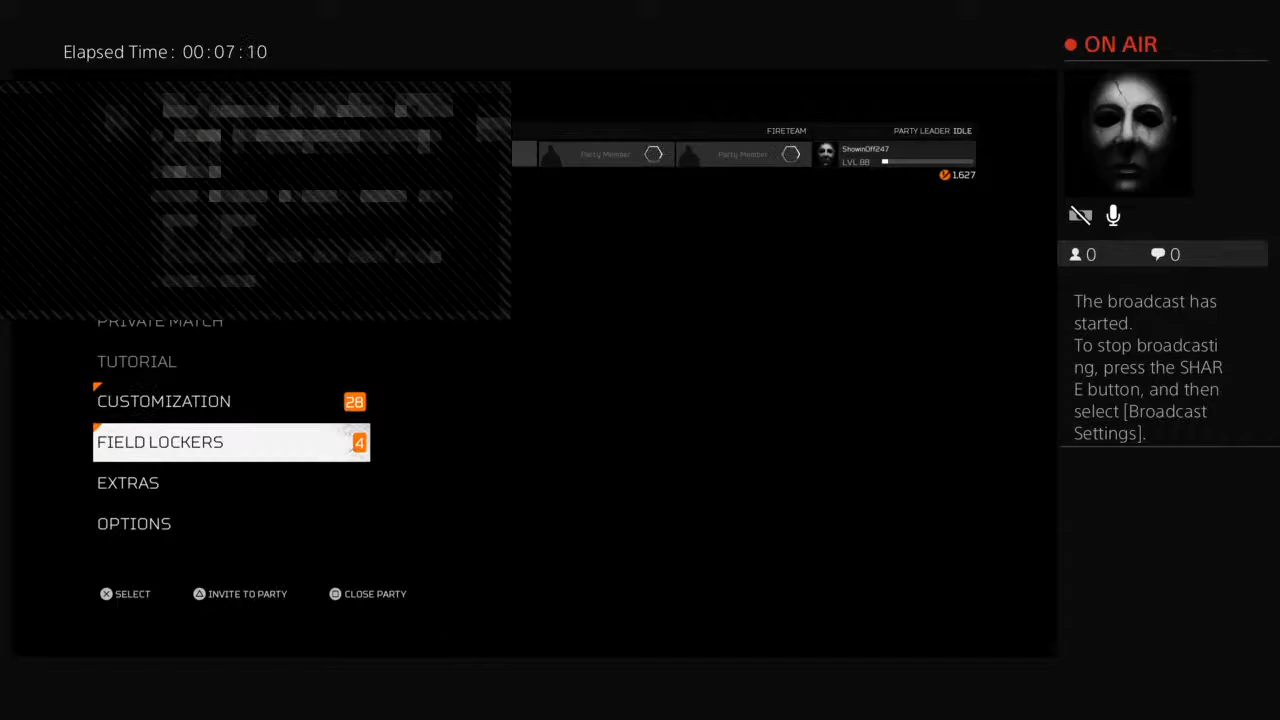 Elapsed Time: 00:07:10
ON AIR
FIRETEAM
PARTY LEADER IDLE
Party Member
Party Member
ShowinOff247
LVL 88
1,627
0
0
The broadcast has
started.
To stop broadcasti
ng, press the SHAR
E button, and then
select [Broadcast
Settings].
PRIVATE MATCH
TUTORIAL
CUSTOMIZATION 28
FIELD LOCKERS 4
EXTRAS
OPTIONS
SELECT
INVITE TO PARTY
CLOSE PARTY